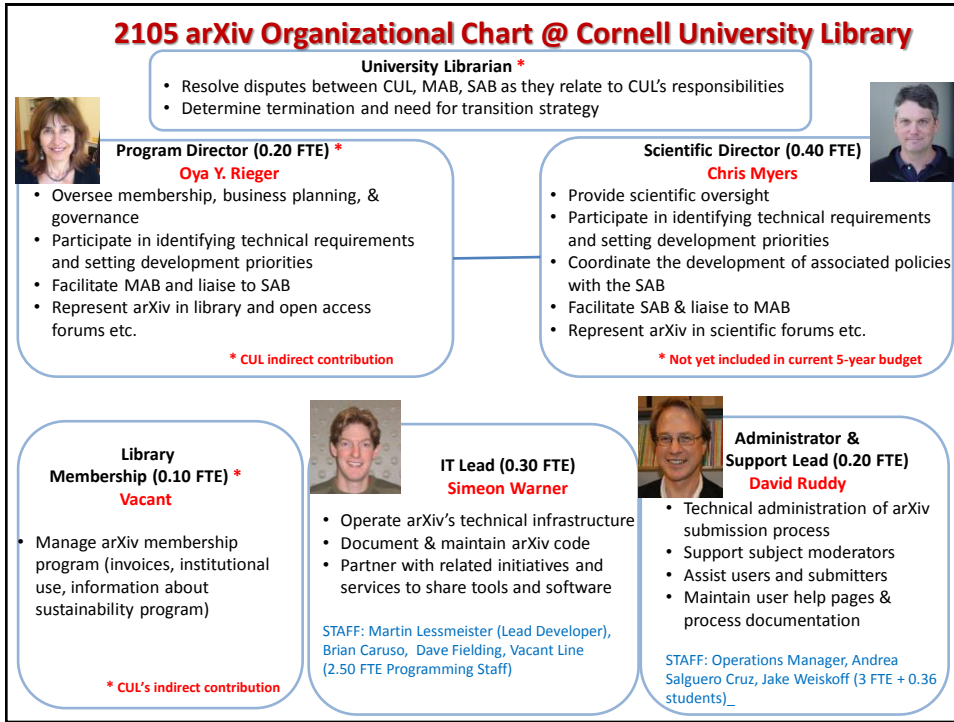 2105 arXiv Organizational Chart @ Cornell University Library
University Librarian *
• Resolve disputes between CUL, MAB, SAB as they relate to CUL's responsibilities
• Determine termination and need for transition strategy
Program Director (0.20 FTE) *
Oya Y. Rieger
• Oversee membership, business planning, &
governance
• Participate in identifying technical requirements
and setting development priorities
• Facilitate MAB and liaise to SAB
• Represent arXiv in library and open access
forums etc.
* CUL indirect contribution
Scientific Director (0.40 FTE)
Chris Myers
• Provide scientific oversight
• Participate in identifying technical requirements
and setting development priorities
• Coordinate the development of associated policies
with the SAB
• Facilitate SAB & liaise to MAB
• Represent arXiv in scientific forums etc.
* Not yet included in current 5-year budget
Library
Membership (0.10 FTE) *
Vacant
• Manage arXiv membership
program (invoices, institutional
use, information about
sustainability program)
* CUL's indirect contribution
IT Lead (0.30 FTE)
Simeon Warner
• Operate arXiv's technical infrastructure
• Document & maintain arXiv code
• Partner with related initiatives and
services to share tools and software
STAFF: Martin Lessmeister (Lead Developer),
Brian Caruso, Dave Fielding, Vacant Line
(2.50 FTE Programming Staff)
Administrator &
Support Lead (0.20 FTE)
David Ruddy
• Technical administration of arXiv
submission process
• Support subject moderators
• Assist users and submitters
• Maintain user help pages &
process documentation
STAFF: Operations Manager, Andrea
Salguero Cruz, Jake Weiskoff (3 FTE + 0.36
students)_